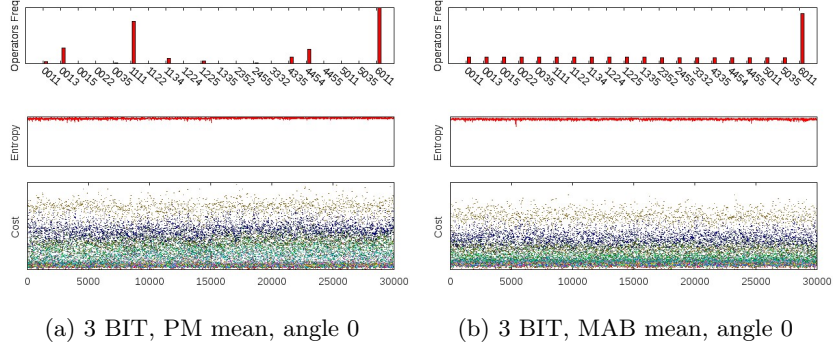 Operators Freq
0011 0013 0015 0022 0035 1111 1122 1134 1224 1225 1335 2352 2455 3332 4335 4454 4455 5011 5035 6011
Entropy
Cost
0 5000 10000 15000 20000 25000 30000
(a) 3 BIT, PM mean, angle 0
Operators Freq
0011 0013 0015 0022 0035 1111 1122 1134 1224 1225 1335 2352 2455 3332 4335 4454 4455 5011 5035 6011
Entropy
Cost
0 5000 10000 15000 20000 25000 30000
(b) 3 BIT, MAB mean, angle 0